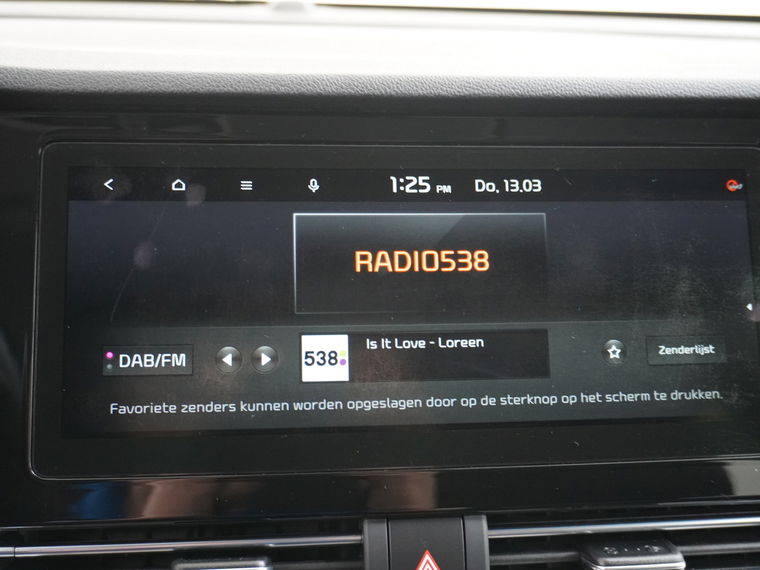 1:25 PM Do. 13.03
RADIO538
DAB/FM
538
Is It Love - Loreen
Zenderlijst
Favoriete zenders kunnen worden opgeslagen door op de sterknop op het scherm te drukken.